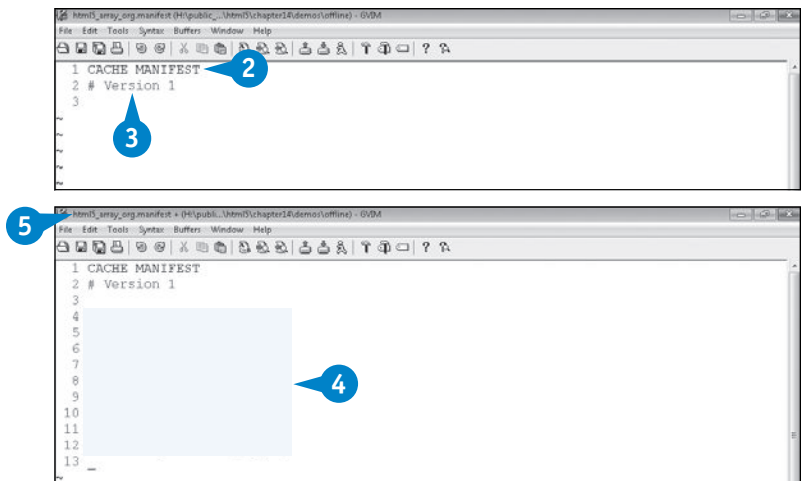 html5_array_org.manifest (H:\public_...\html5\chapter14\demos\offline) - GVIM
File Edit Tools Syntax Buffers Window Help
1 CACHE MANIFEST
2
2 # Version 1
3
3
~
~
~
~
~
5
html5_array_org.manifest + (H:\publi...\html5\chapter14\demos\offline) - GVIM
File Edit Tools Syntax Buffers Window Help
1 CACHE MANIFEST
2 # Version 1
3
4
5
6
7
8
4
9
10
11
12
13
~